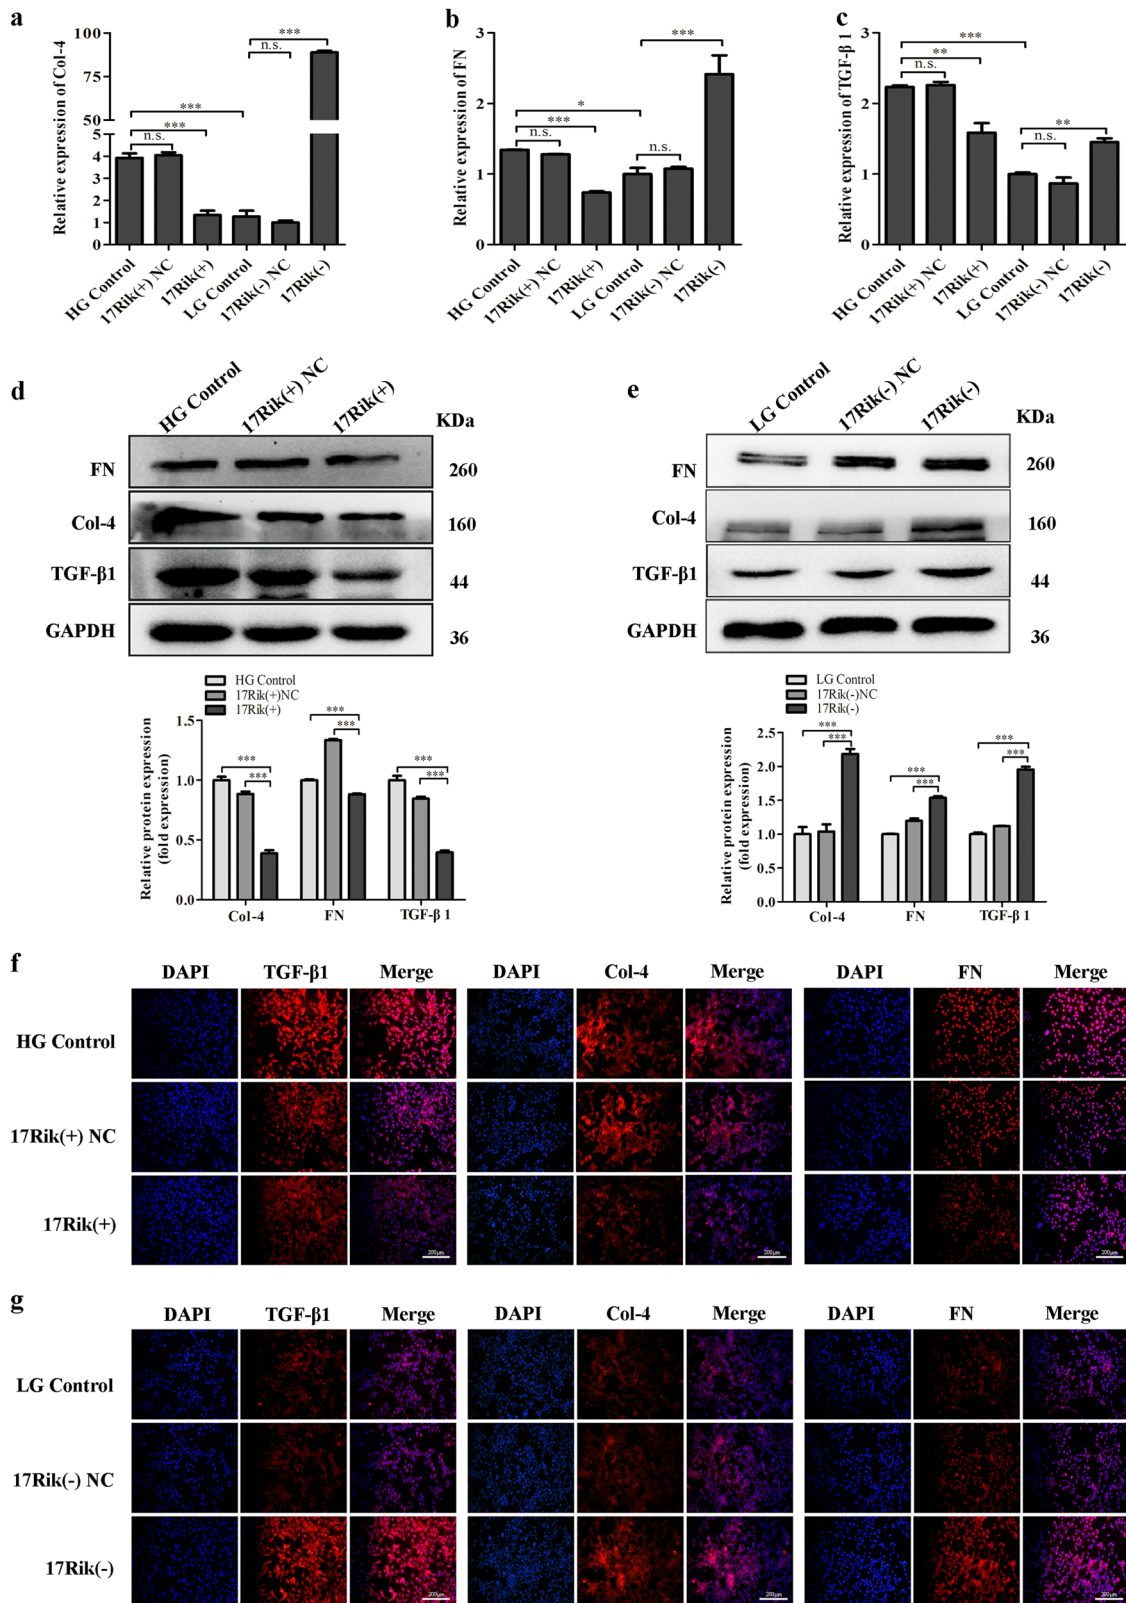 a
Relative expression of Col-4
100
75
50
5
4
3
2
1
0
***
n.s.
***
***
n.s.
HG Control
17Rik(+) NC
17Rik(+)
LG Control
17Rik(-) NC
17Rik(-)
b
Relative expression of FN
3
2
1
0
***
*
***
n.s.
n.s.
HG Control
17Rik(+) NC
17Rik(+)
LG Control
17Rik(-) NC
17Rik(-)
c
Relative expression of TGF-β 1
3
2
1
0
***
**
n.s.
**
n.s.
HG Control
17Rik(+) NC
17Rik(+)
LG Control
17Rik(-) NC
17Rik(-)
d
HG Control
17Rik(+) NC
17Rik(+)
KDa
FN
260
Col-4
160
TGF-β1
44
GAPDH
36
HG Control
17Rik(+)NC
17Rik(+)
Relative protein expression
(fold expression)
1.5
1.0
0.5
0.0
***
***
***
***
***
***
Col-4
FN
TGF-β 1
e
LG Control
17Rik(-) NC
17Rik(-)
KDa
FN
260
Col-4
160
TGF-β1
44
GAPDH
36
LG Control
17Rik(-)NC
17Rik(-)
Relative protein expression
(fold expression)
2.5
2.0
1.5
1.0
0.5
0.0
***
***
***
***
***
***
Col-4
FN
TGF-β 1
f
DAPI TGF-β1 Merge DAPI Col-4 Merge DAPI FN Merge
HG Control
17Rik(+) NC
17Rik(+)
200μm 200μm 200μm
g
DAPI TGF-β1 Merge DAPI Col-4 Merge DAPI FN Merge
LG Control
17Rik(-) NC
17Rik(-)
200μm 200μm 200μm